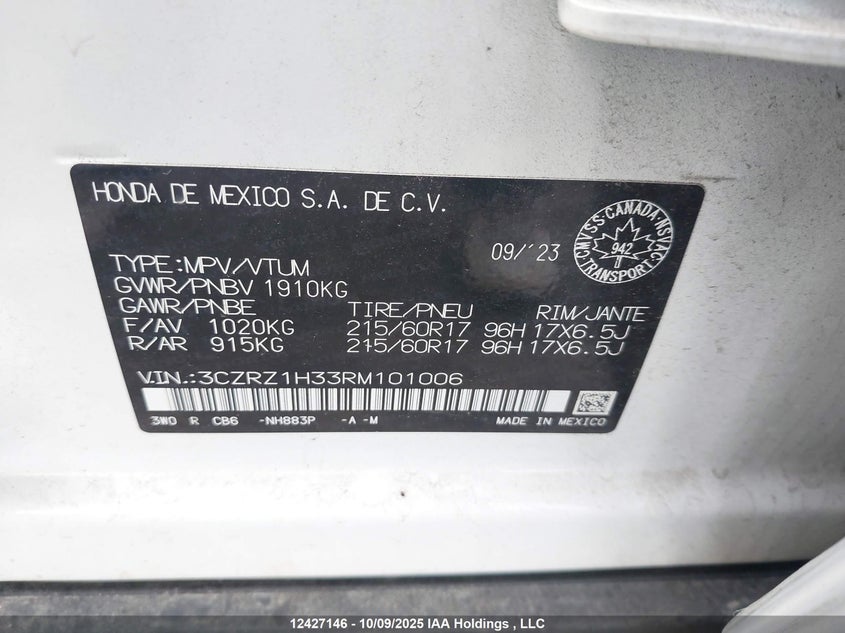 HONDA DE MEXICO S.A. DE C.V.
09/'23
CMVSS·CANADA·NSVAC
942
TRANSPORT
TYPE:MPV/VTUM
GVWR/PNBV 1910KG
GAWR/PNBE TIRE/PNEU RIM/JANTE
F/AV 1020KG 215/60R17 96H 17X6.5J
R/AR 915KG 215/60R17 96H 17X6.5J
V.I.N.:3CZRZ1H33RM101006
3W0 R CB6 -NH883P -A -M MADE IN MEXICO
12427146 - 10/09/2025 IAA Holdings , LLC